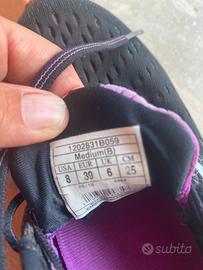 1202831B059
Medium(B)
USA EUR UK CM
8 39 6 25
subito